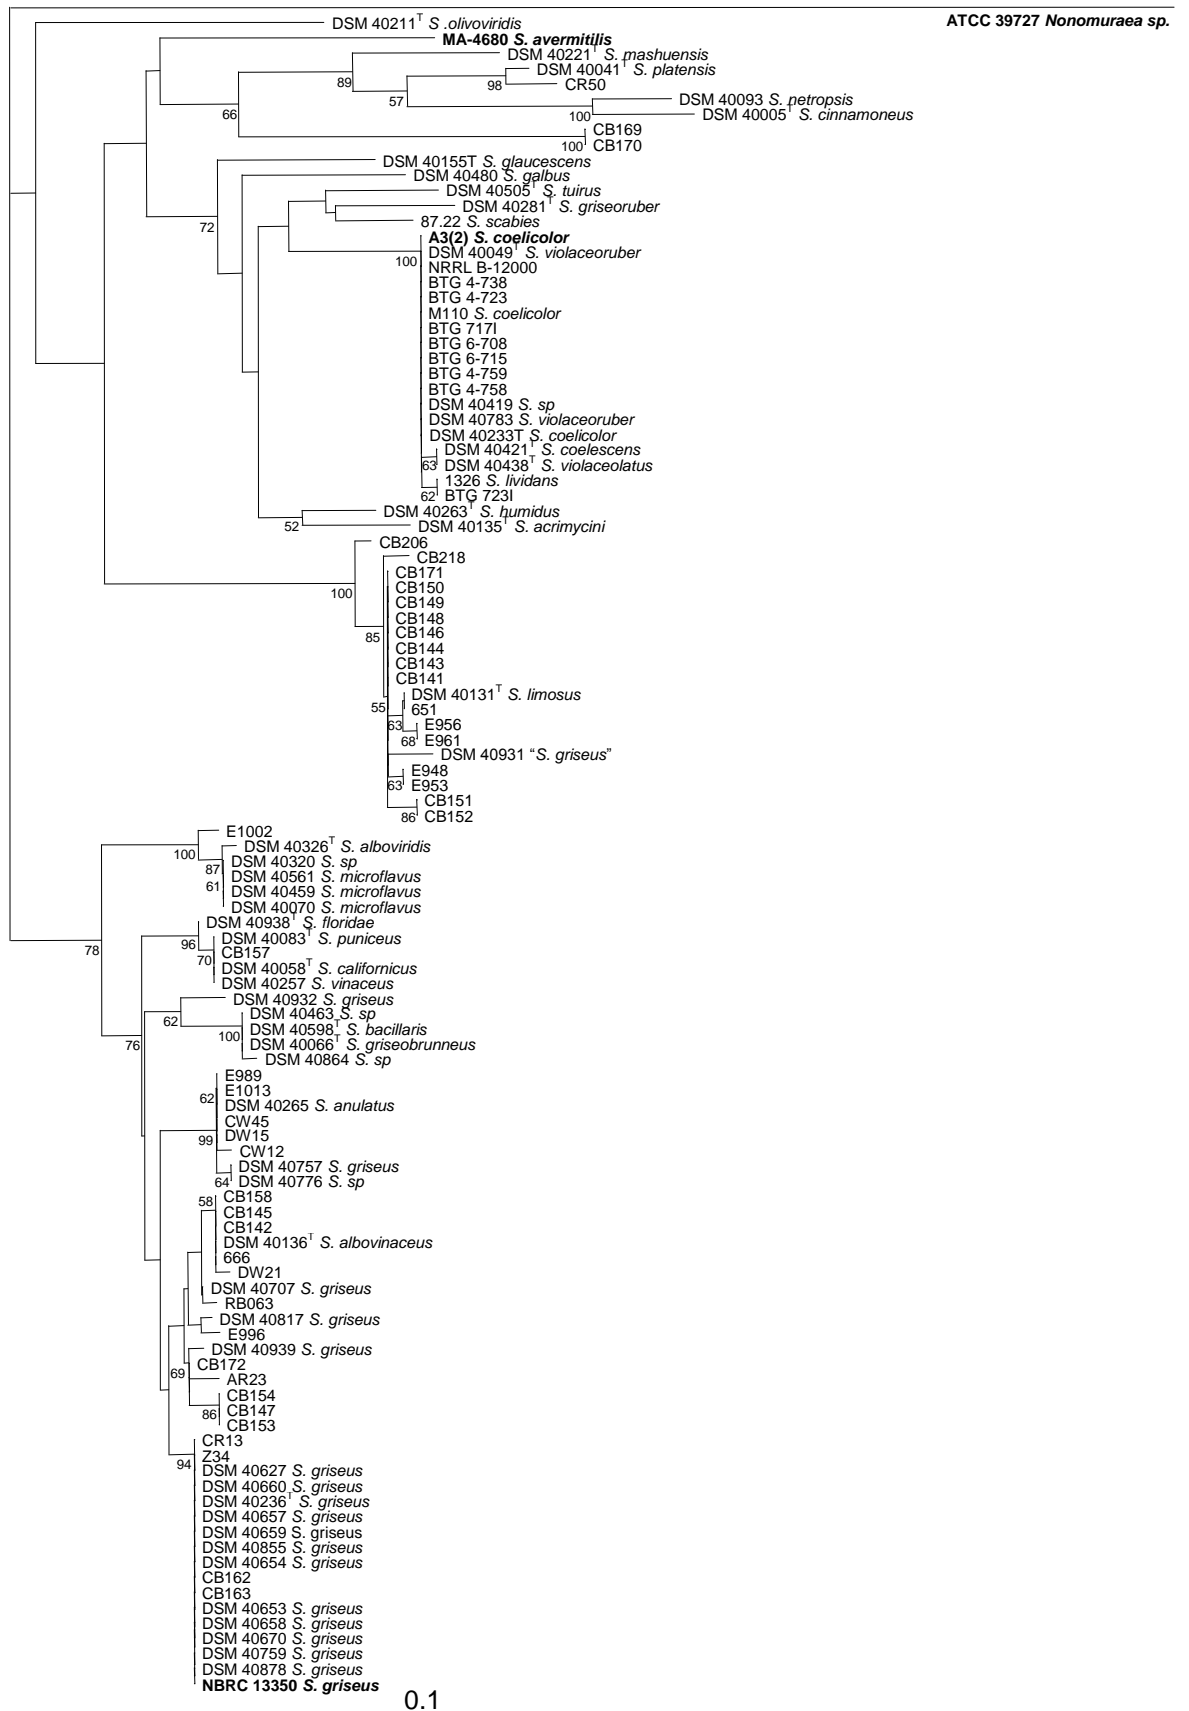 ATCC 39727 Nonomuraea sp.
DSM 40211T S .olivoviridis
MA-4680 S. avermitilis
DSM 40221T S. mashuensis
89
DSM 40041T S. platensis
98
CR50
57
DSM 40093 S. netropsis
66
100
DSM 40005T S. cinnamoneus
CB169
100
CB170
DSM 40155T S. glaucescens
DSM 40480 S. galbus
DSM 40505T S. tuirus
DSM 40281T S. griseoruber
87.22 S. scabies
72
A3(2) S. coelicolor
DSM 40049T S. violaceoruber
100
NRRL B-12000
BTG 4-738
BTG 4-723
M110 S. coelicolor
BTG 717I
BTG 6-708
BTG 6-715
BTG 4-759
BTG 4-758
DSM 40419 S. sp
DSM 40783 S. violaceoruber
DSM 40233T S. coelicolor
DSM 40421T S. coelescens
63
DSM 40438T S. violaceolatus
1326 S. lividans
62
BTG 723I
DSM 40263T S. humidus
52
DSM 40135T S. acrimycini
CB206
CB218
CB171
CB150
100
CB149
CB148
CB146
85
CB144
CB143
CB141
DSM 40131T S. limosus
55
651
63
E956
68
E961
DSM 40931 “S. griseus”
E948
63
E953
CB151
86
CB152
E1002
DSM 40326T S. alboviridis
100
DSM 40320 S. sp
87
DSM 40561 S. microflavus
61
DSM 40459 S. microflavus
DSM 40070 S. microflavus
DSM 40938T S. floridae
DSM 40083T S. puniceus
78
96
CB157
70
DSM 40058T S. californicus
DSM 40257 S. vinaceus
DSM 40932 S. griseus
DSM 40463 S. sp
62
DSM 40598T S. bacillaris
100
DSM 40066T S. griseobrunneus
76
DSM 40864 S. sp
E989
E1013
62
DSM 40265 S. anulatus
CW45
DW15
99
CW12
DSM 40757 S. griseus
64
DSM 40776 S. sp
CB158
58
CB145
CB142
DSM 40136T S. albovinaceus
666
DW21
DSM 40707 S. griseus
RB063
DSM 40817 S. griseus
E996
DSM 40939 S. griseus
CB172
69
AR23
CB154
86
CB147
CB153
CR13
Z34
94
DSM 40627 S. griseus
DSM 40660 S. griseus
DSM 40236T S. griseus
DSM 40657 S. griseus
DSM 40659 S. griseus
DSM 40855 S. griseus
DSM 40654 S. griseus
CB162
CB163
DSM 40653 S. griseus
DSM 40658 S. griseus
DSM 40670 S. griseus
DSM 40759 S. griseus
DSM 40878 S. griseus
NBRC 13350 S. griseus
0.1